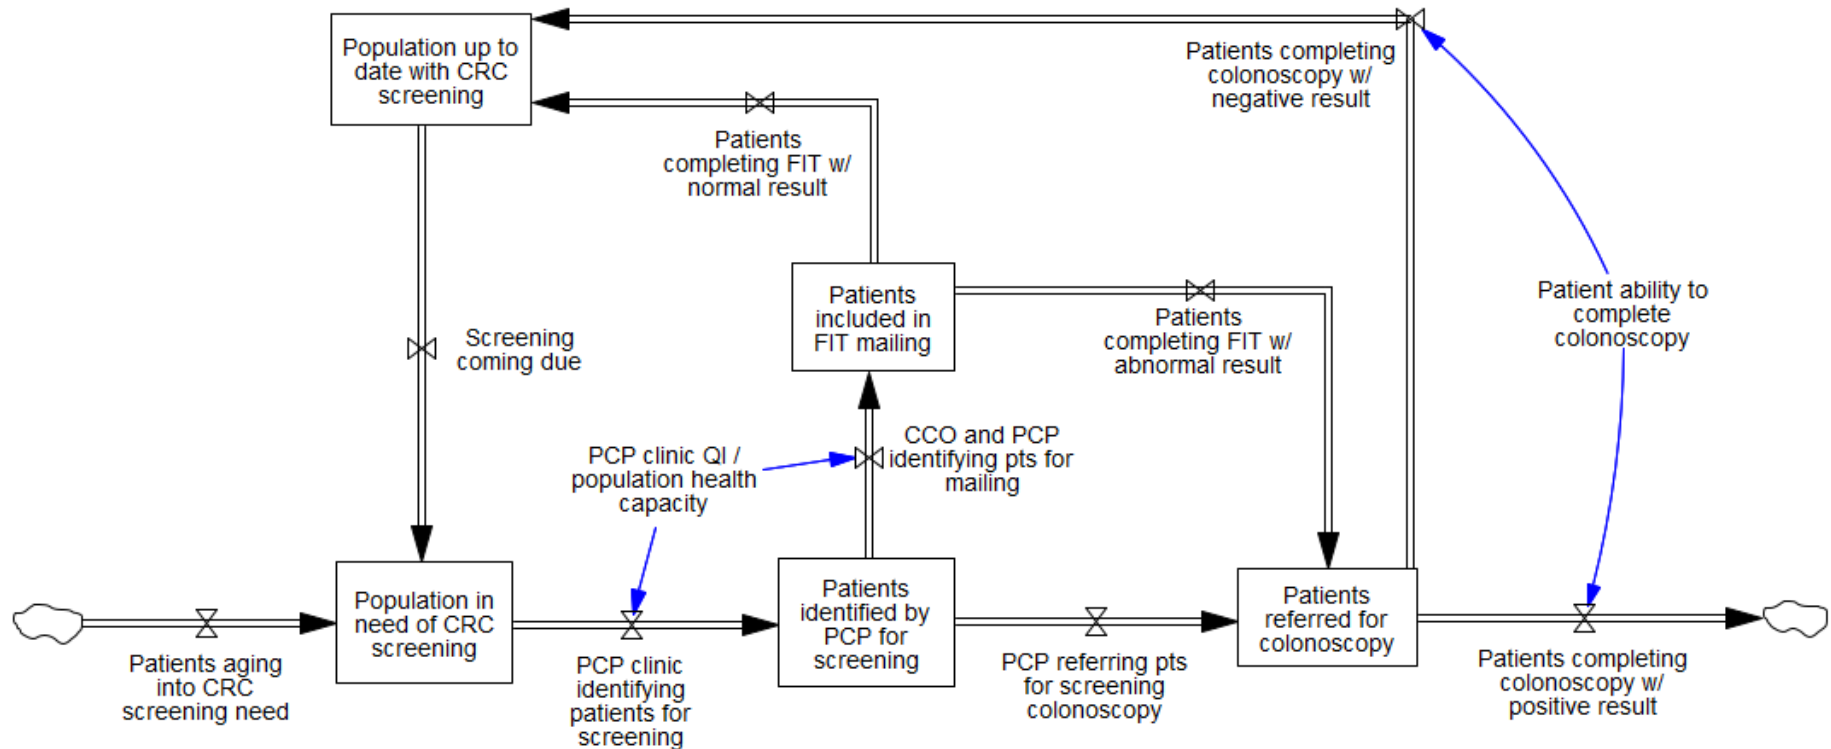 Population up to
date with CRC
screening
Patients completing
colonoscopy w/
negative result
Patients
completing FIT w/
normal result
Patients
included in
FIT mailing
Patients
completing FIT w/
abnormal result
Patient ability to
complete
colonoscopy
Screening
coming due
PCP clinic QI /
population health
capacity
CCO and PCP
identifying pts for
mailing
Population in
need of CRC
screening
Patients
identified by
PCP for
screening
Patients
referred for
colonoscopy
Patients aging
into CRC
screening need
PCP clinic
identifying
patients for
screening
PCP referring pts
for screening
colonoscopy
Patients completing
colonoscopy w/
positive result